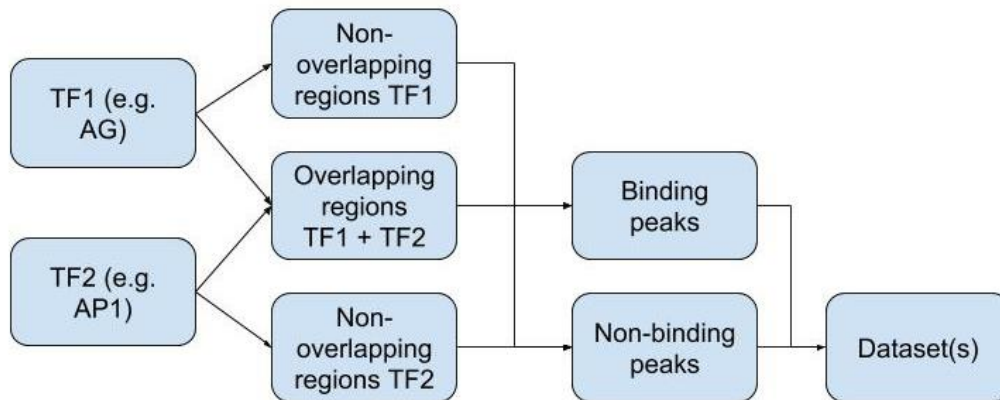 TF1 (e.g.
AG)
TF2 (e.g.
AP1)
Non-
overlapping
regions TF1
Overlapping
regions
TF1 + TF2
Non-
overlapping
regions TF2
Binding
peaks
Non-binding
peaks
Dataset(s)